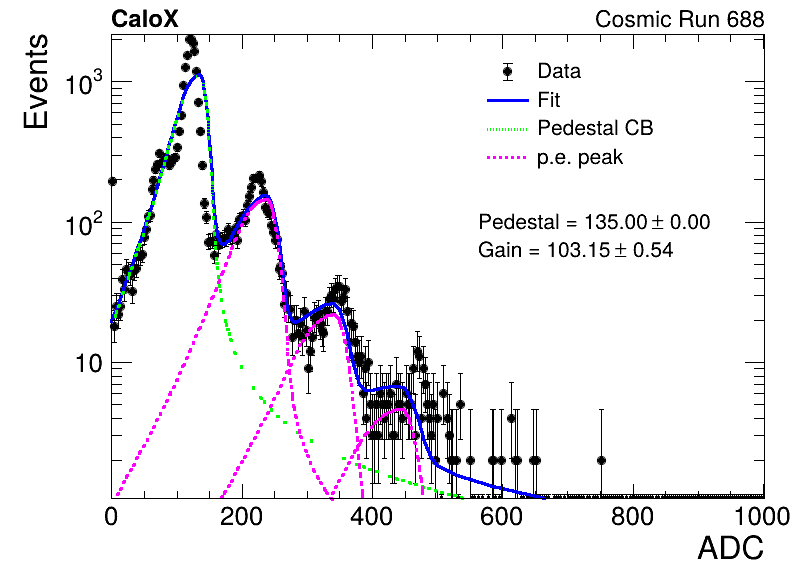 CaloX Cosmic Run 688
Events
Data
Fit
Pedestal CB
p.e. peak
Pedestal = 135.00 ± 0.00
Gain = 103.15 ± 0.54
10³
10²
10
0 200 400 600 800 1000
ADC